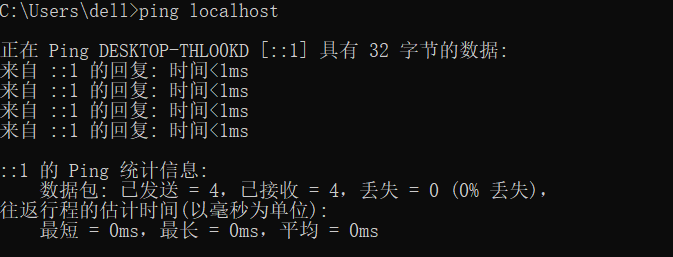 C:\Users\dell>ping localhost
正在 Ping DESKTOP-THLOOKD [::1] 具有 32 字节的数据:
来自 ::1 的回复: 时间<1ms
来自 ::1 的回复: 时间<1ms
来自 ::1 的回复: 时间<1ms
来自 ::1 的回复: 时间<1ms
::1 的 Ping 统计信息:
数据包: 已发送 = 4，已接收 = 4，丢失 = 0 (0% 丢失)，
往返行程的估计时间(以毫秒为单位):
最短 = 0ms，最长 = 0ms，平均 = 0ms